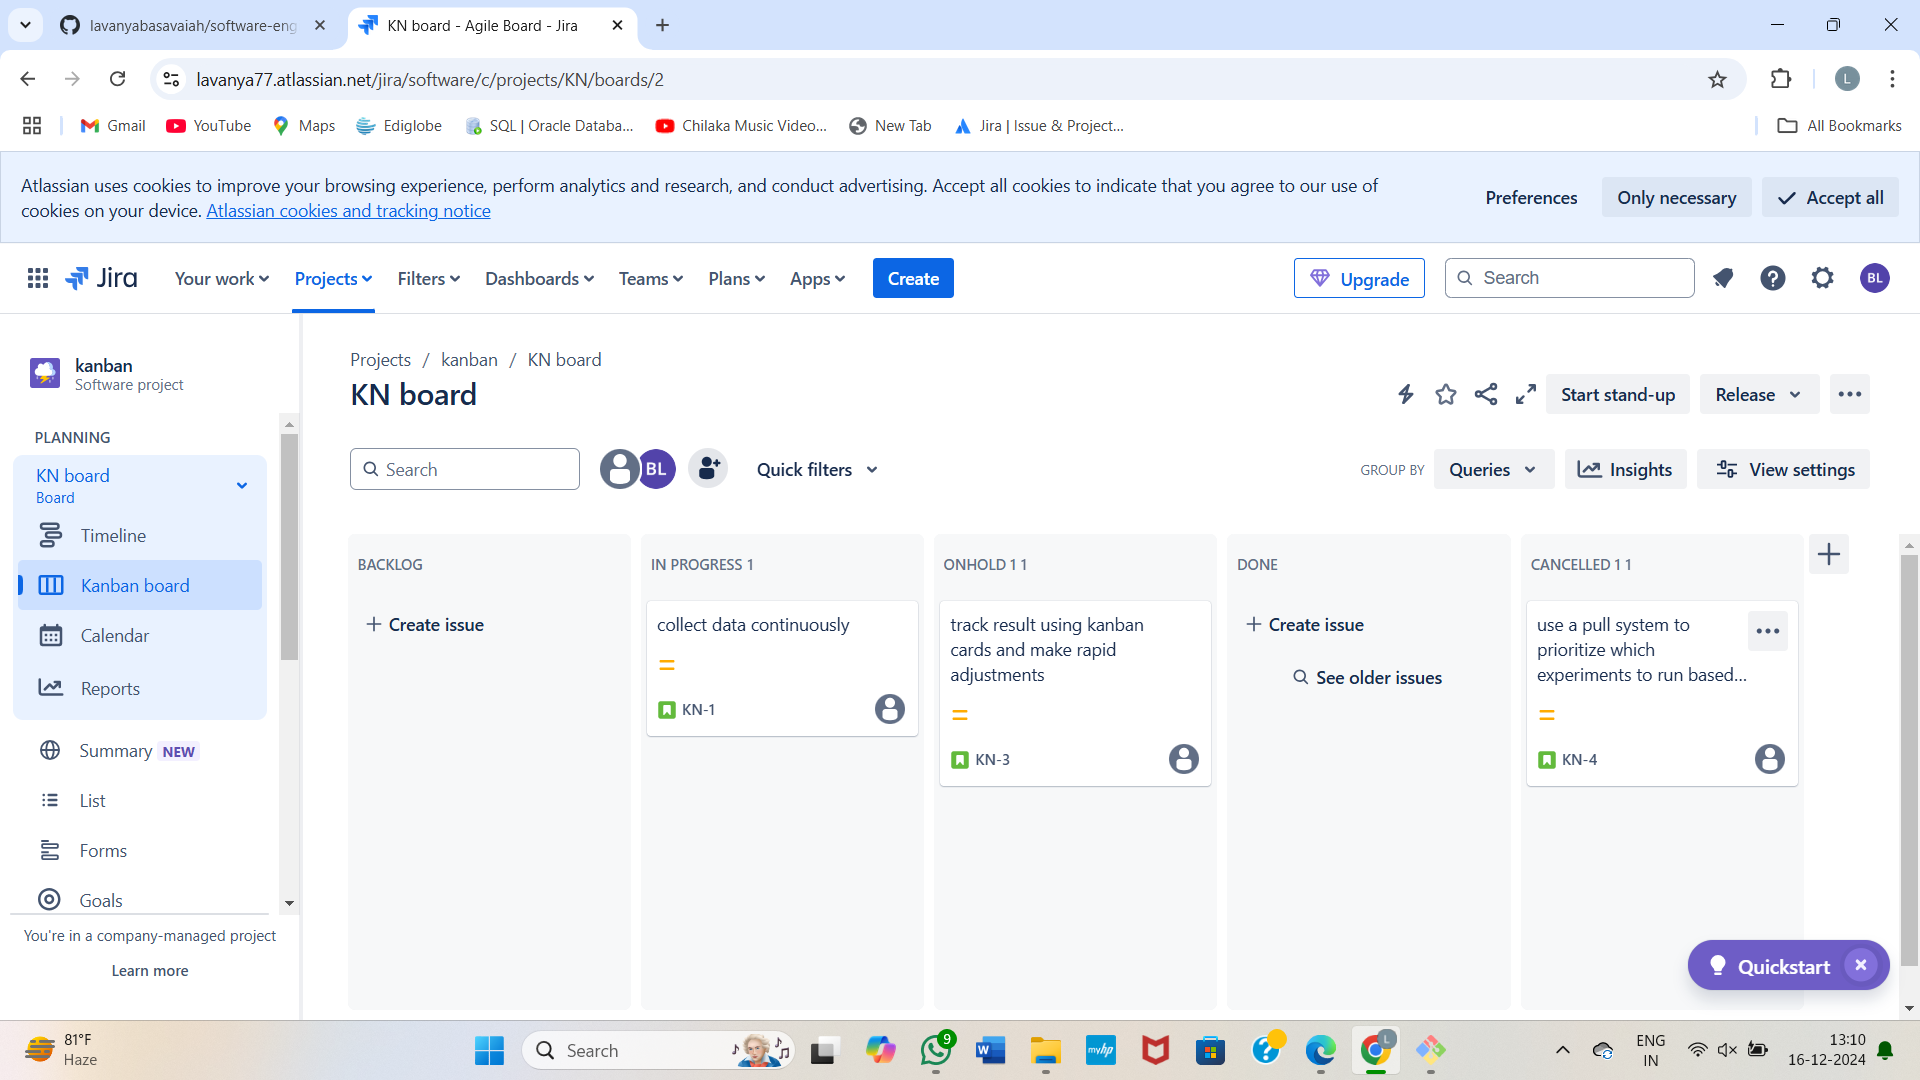 lavanyabasavaiah/software-eng
KN board - Agile Board - Jira
lavanya77.atlassian.net/jira/software/c/projects/KN/boards/2
L
Gmail
YouTube
Maps
Ediglobe
SQL | Oracle Databa...
Chilaka Music Video...
New Tab
Jira | Issue & Project...
All Bookmarks
Atlassian uses cookies to improve your browsing experience, perform analytics and research, and conduct advertising. Accept all cookies to indicate that you agree to our use of
cookies on your device. Atlassian cookies and tracking notice
Preferences
Only necessary
Accept all
Jira
Your work
Projects
Filters
Dashboards
Teams
Plans
Apps
Create
Upgrade
Search
BL
kanban
Software project
PLANNING
KN board
Board
Timeline
Kanban board
Calendar
Reports
Summary NEW
List
Forms
Goals
You're in a company-managed project
Learn more
Projects / kanban / KN board
KN board
Start stand-up
Release
Search
BL
Quick filters
GROUP BY
Queries
Insights
View settings
BACKLOG
+ Create issue
IN PROGRESS 1
collect data continuously
KN-1
ONHOLD 1 1
track result using kanban
cards and make rapid
adjustments
KN-3
DONE
+ Create issue
See older issues
CANCELLED 1 1
use a pull system to
prioritize which
experiments to run based...
KN-4
Quickstart
81°F
Haze
Search
9
W
myhp
L
ENG
IN
13:10
16-12-2024